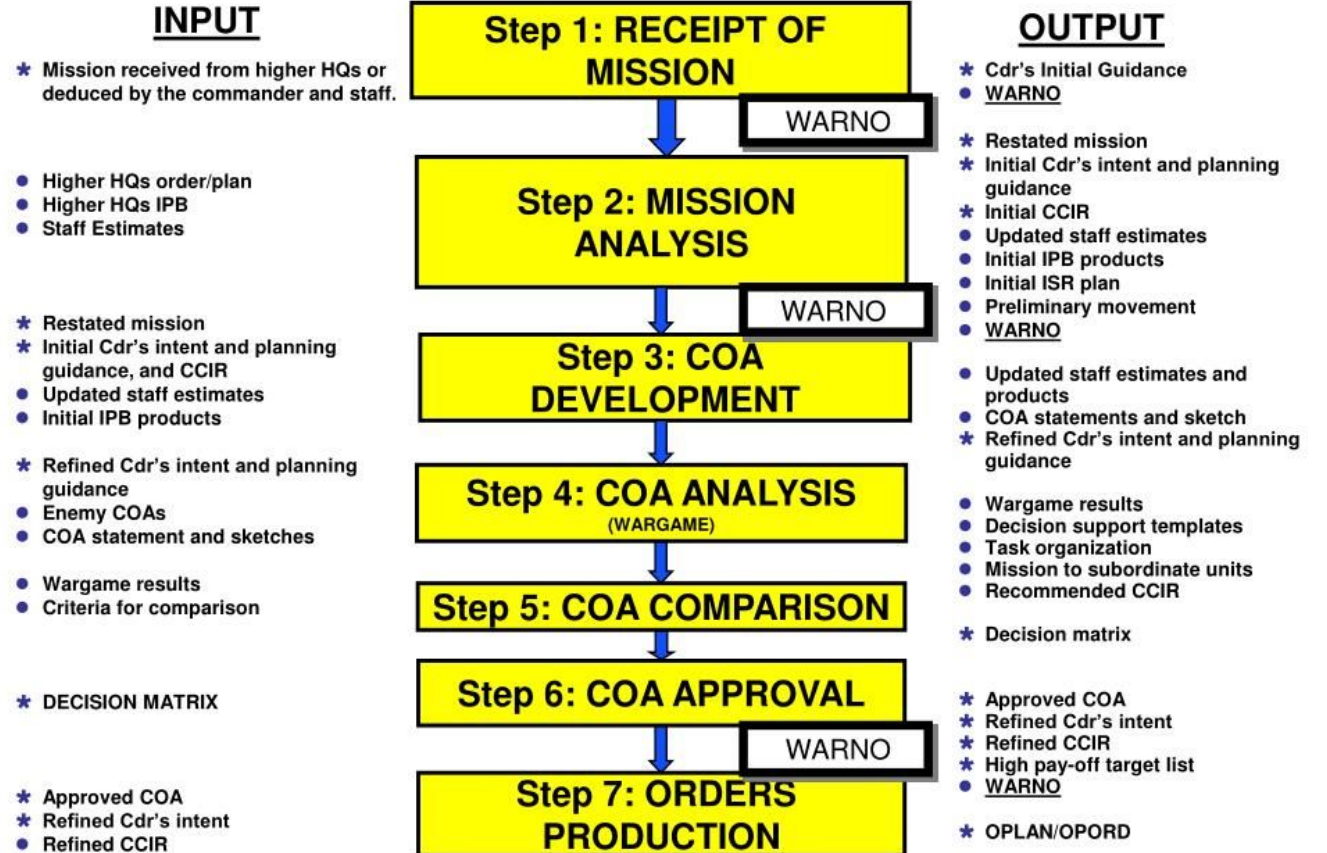 INPUT
* Mission received from higher HQs or
deduced by the commander and staff.
• Higher HQs order/plan
• Higher HQs IPB
• Staff Estimates
* Restated mission
* Initial Cdr's intent and planning
guidance, and CCIR
• Updated staff estimates
• Initial IPB products
* Refined Cdr's intent and planning
guidance
• Enemy COAs
• COA statement and sketches
• Wargame results
• Criteria for comparison
* DECISION MATRIX
* Approved COA
* Refined Cdr's intent
• Refined CCIR
Step 1: RECEIPT OF
MISSION
WARNO
Step 2: MISSION
ANALYSIS
WARNO
Step 3: COA
DEVELOPMENT
Step 4: COA ANALYSIS
(WARGAME)
Step 5: COA COMPARISON
Step 6: COA APPROVAL
WARNO
Step 7: ORDERS
PRODUCTION
OUTPUT
* Cdr's Initial Guidance
• WARNO
* Restated mission
* Initial Cdr's intent and planning
guidance
* Initial CCIR
• Updated staff estimates
• Initial IPB products
• Initial ISR plan
• Preliminary movement
• WARNO
• Updated staff estimates and
products
• COA statements and sketch
* Refined Cdr's intent and planning
guidance
• Wargame results
• Decision support templates
• Task organization
• Mission to subordinate units
• Recommended CCIR
* Decision matrix
* Approved COA
* Refined Cdr's intent
* Refined CCIR
* High pay-off target list
• WARNO
* OPLAN/OPORD